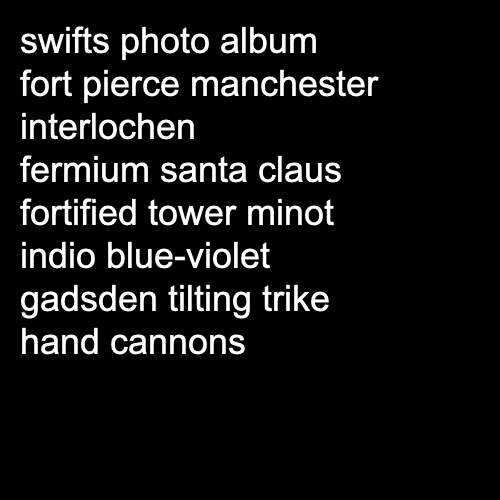 swifts photo album
fort pierce manchester
interlochen
fermium santa claus
fortified tower minot
indio blue-violet
gadsden tilting trike
hand cannons